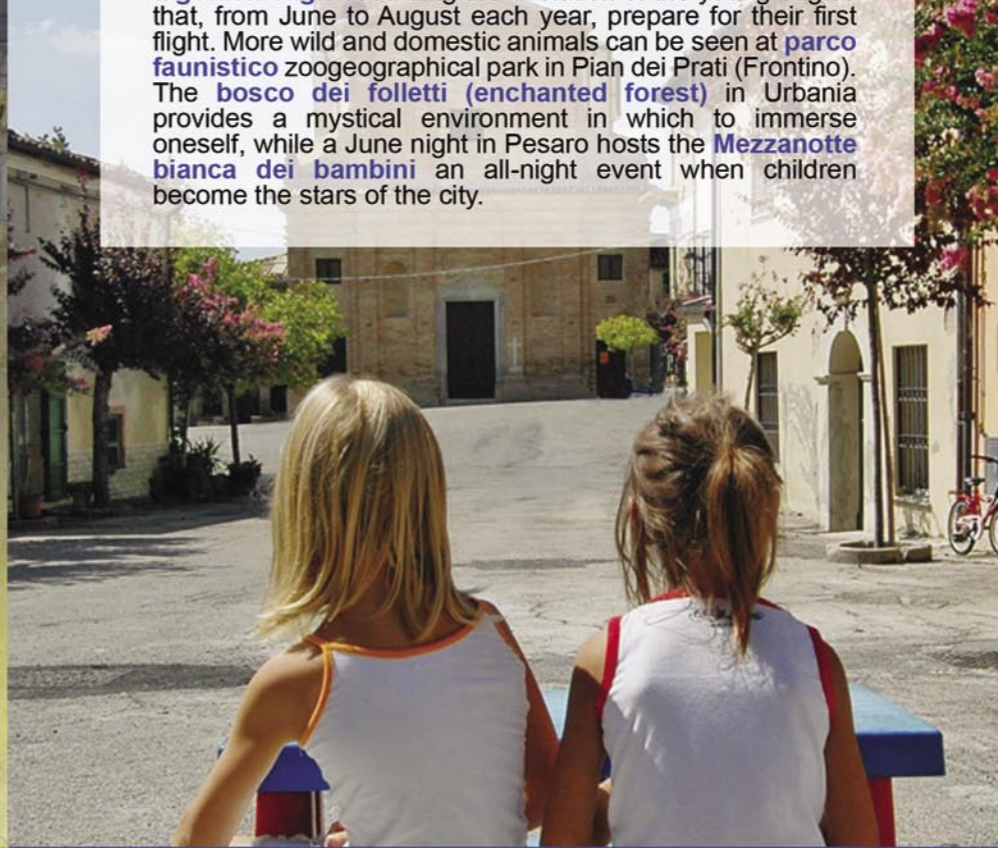 that, from June to August each year, prepare for their first
flight. More wild and domestic animals can be seen at parco
faunistico zoogeographical park in Pian dei Prati (Frontino).
The bosco dei folletti (enchanted forest) in Urbania
provides a mystical environment in which to immerse
oneself, while a June night in Pesaro hosts the Mezzanotte
bianca dei bambini an all-night event when children
become the stars of the city.